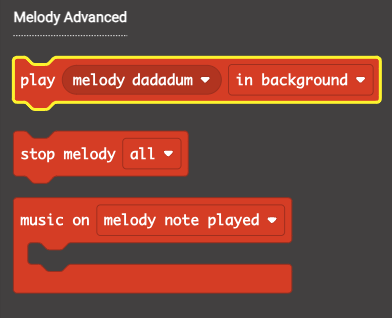 Melody Advanced
play melody dadadum in background
stop melody all
music on melody note played